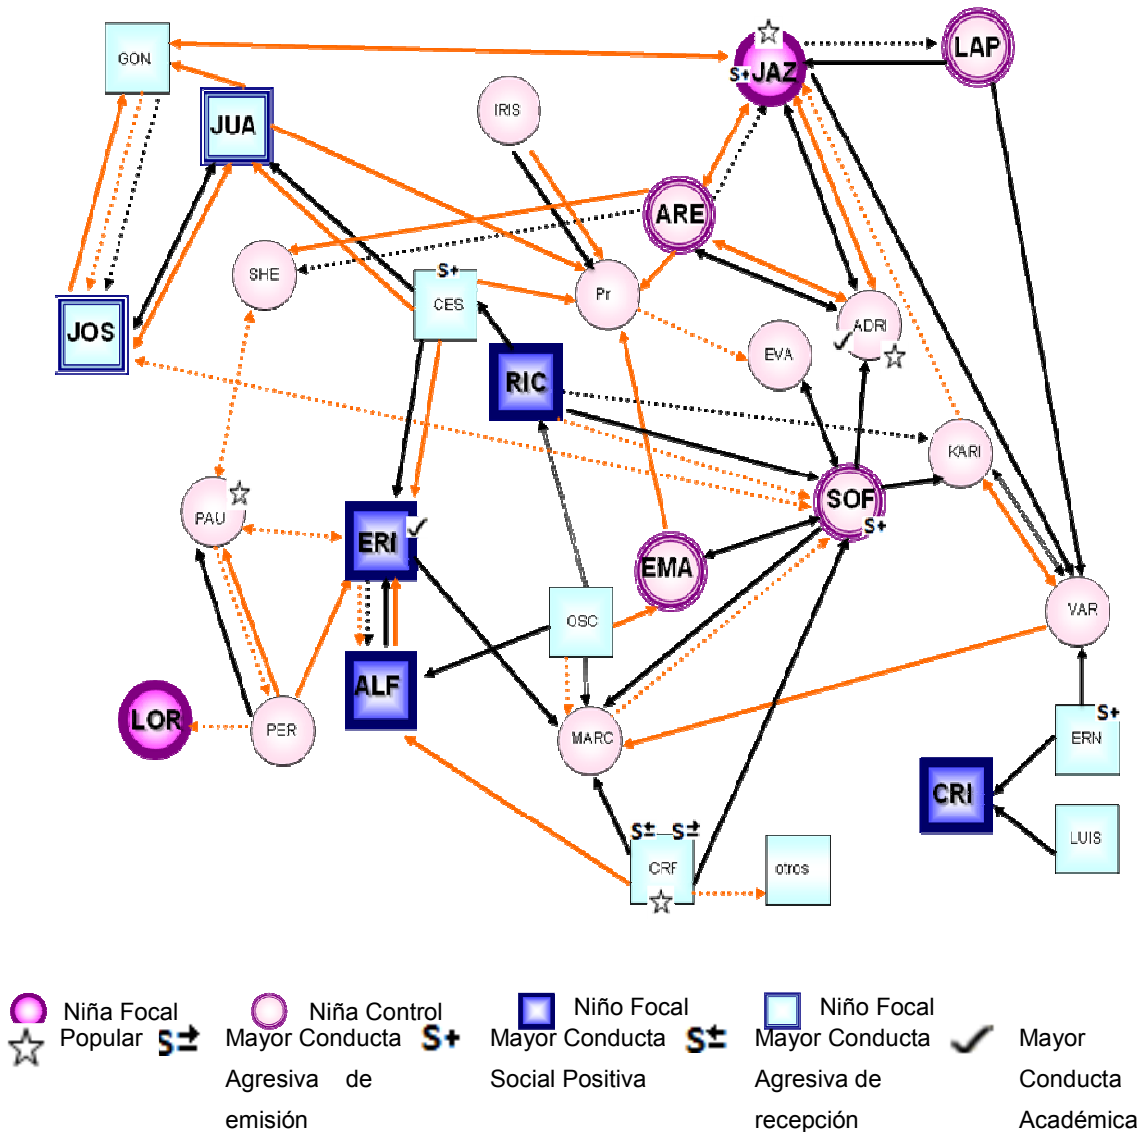 GON
JUA
IRIS
JAZ
S+
LAP
ARE
SHE
JOS
S+
CES
Pr
EVA
ADRI
RIC
KARI
SOF
S+
PAU
ERI
EMA
OSC
VAR
ALF
LOR
PER
MARC
ERN
S+
CRI
LUIS
S± S⇄
CRF
otros
Niña Focal Niña Control Niño Focal Niño Focal
Popular S⇄ Mayor Conducta S+ Mayor Conducta S± Mayor Conducta Mayor
Agresiva de Social Positiva Agresiva de Conducta
emisión recepción Académica